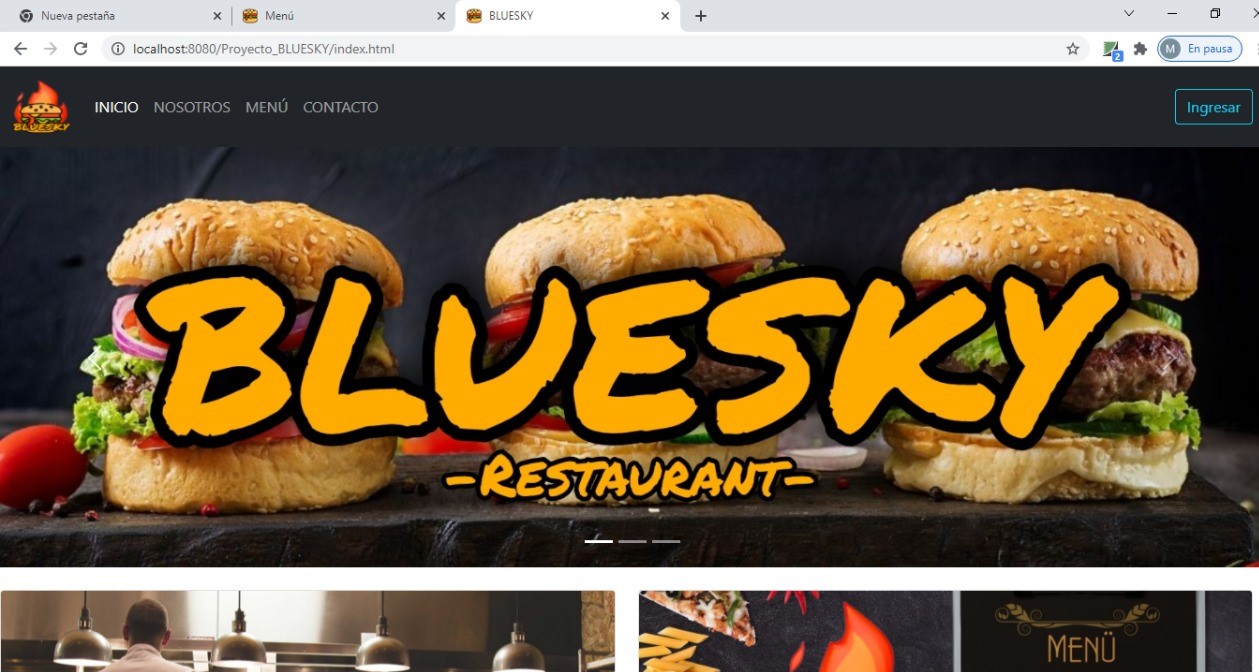 Nueva pestaña
Menú
BLUESKY
localhost:8080/Proyecto_BLUESKY/index.html
2
M
En pausa
BLUESKY
INICIO
NOSOTROS
MENÚ
CONTACTO
Ingresar
BLUESKY
-RESTAURANT-
MENÜ